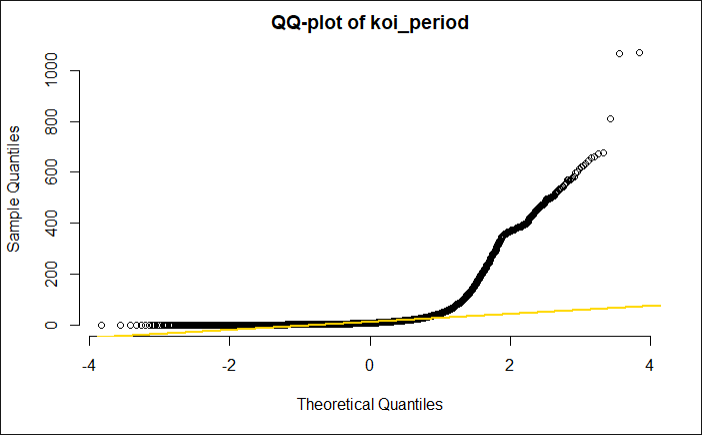 QQ-plot of koi_period
Sample Quantiles
1000
800
600
400
200
0
-4 -2 0 2 4
Theoretical Quantiles